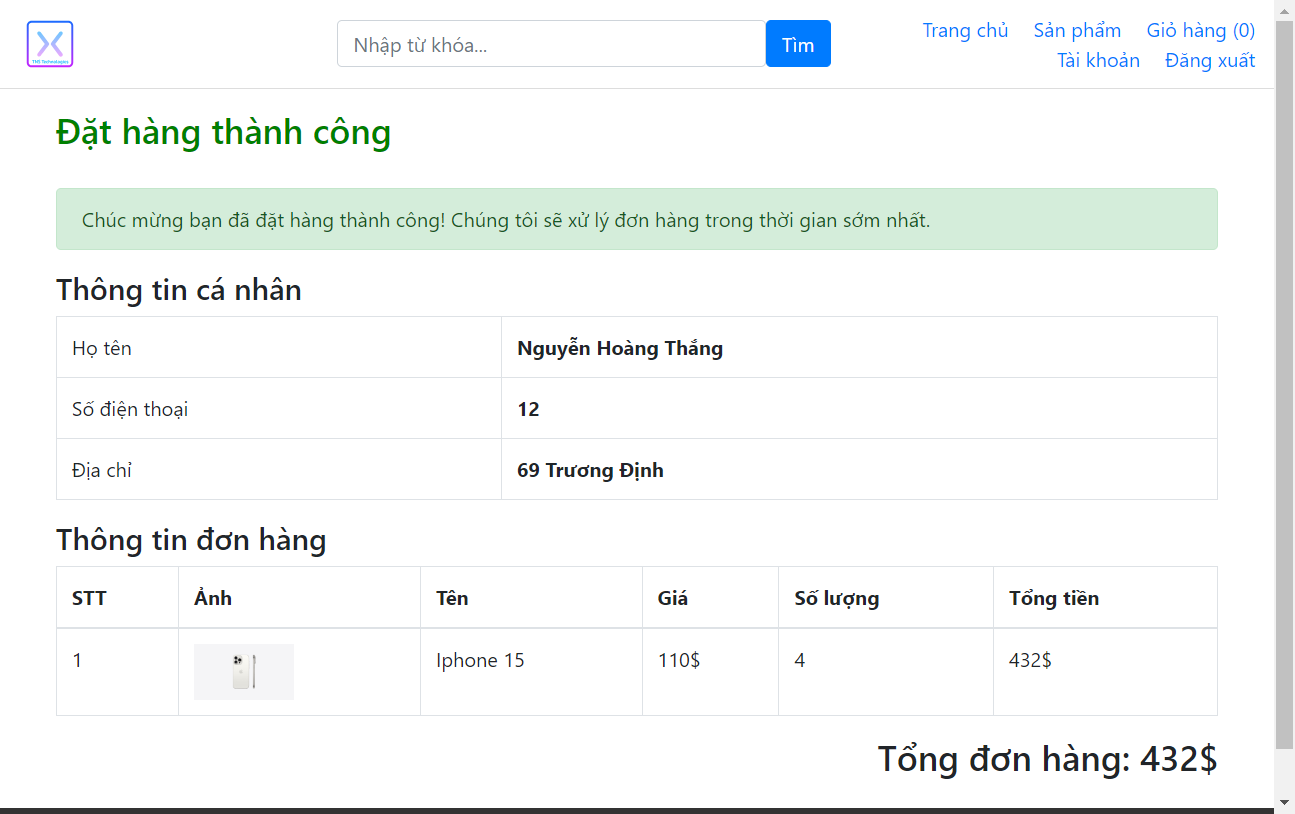 TNS Technologies
Nhập từ khóa...
Tìm
Trang chủ Sản phẩm Giỏ hàng (0)
Tài khoản Đăng xuất
Đặt hàng thành công
Chúc mừng bạn đã đặt hàng thành công! Chúng tôi sẽ xử lý đơn hàng trong thời gian sớm nhất.
Thông tin cá nhân
Họ tên Nguyễn Hoàng Thắng
Số điện thoại 12
Địa chỉ 69 Trương Định
Thông tin đơn hàng
STT Ảnh Tên Giá Số lượng Tổng tiền
1 Iphone 15 110$ 4 432$
Tổng đơn hàng: 432$